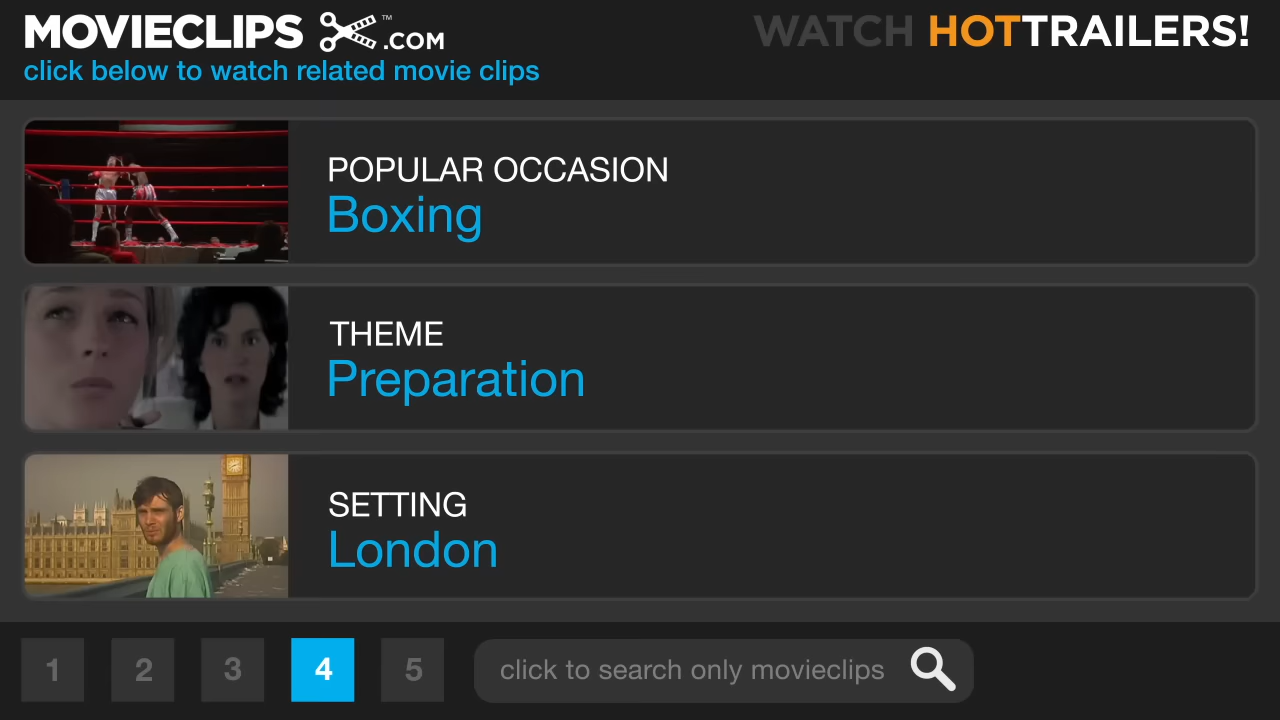 MOVIECLIPS ™ .COM
WATCH HOTTRAILERS!
click below to watch related movie clips
POPULAR OCCASION
Boxing
THEME
Preparation
SETTING
London
1 2 3 4 5
click to search only movieclips